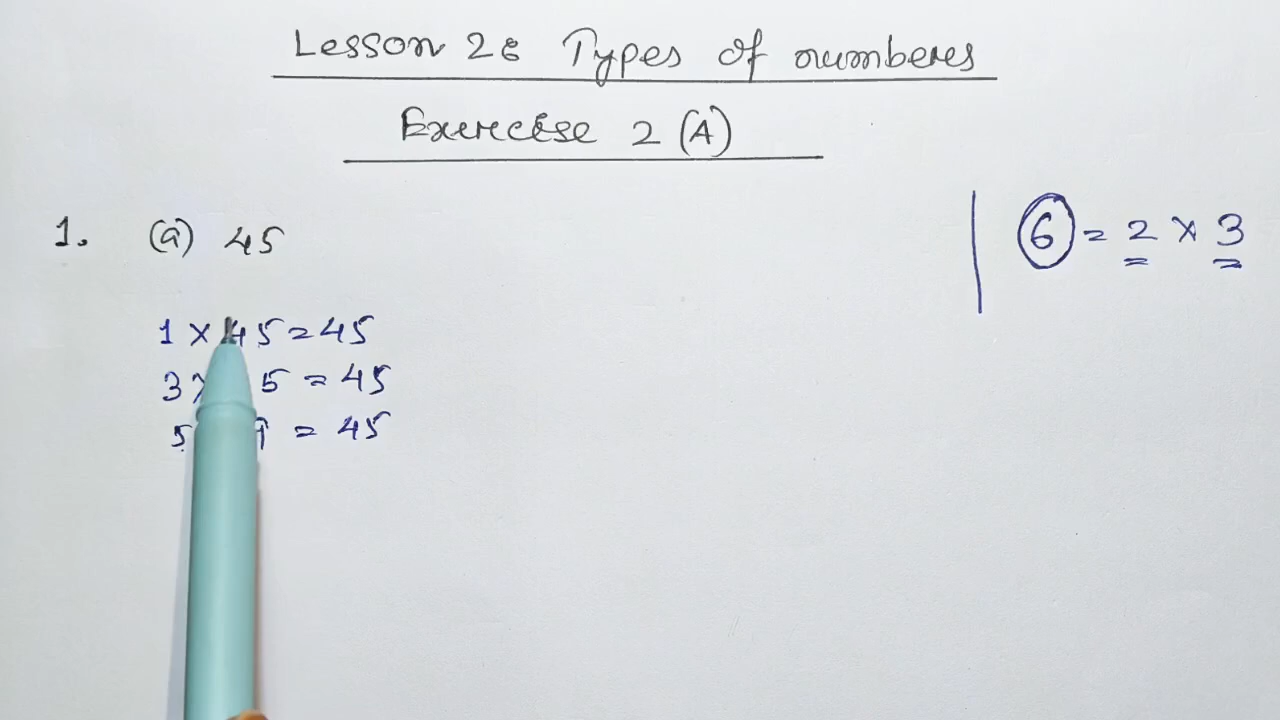 Lesson 2: Types of numbers
Exercise 2 (A)
1. (a) 45
6 = 2 × 3
1 × 45 = 45
3 5 = 45
5 = 45